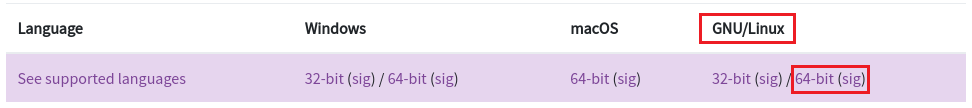 Language Windows macOS GNU/Linux
See supported languages 32-bit (sig) / 64-bit (sig) 64-bit (sig) 32-bit (sig) / 64-bit (sig)